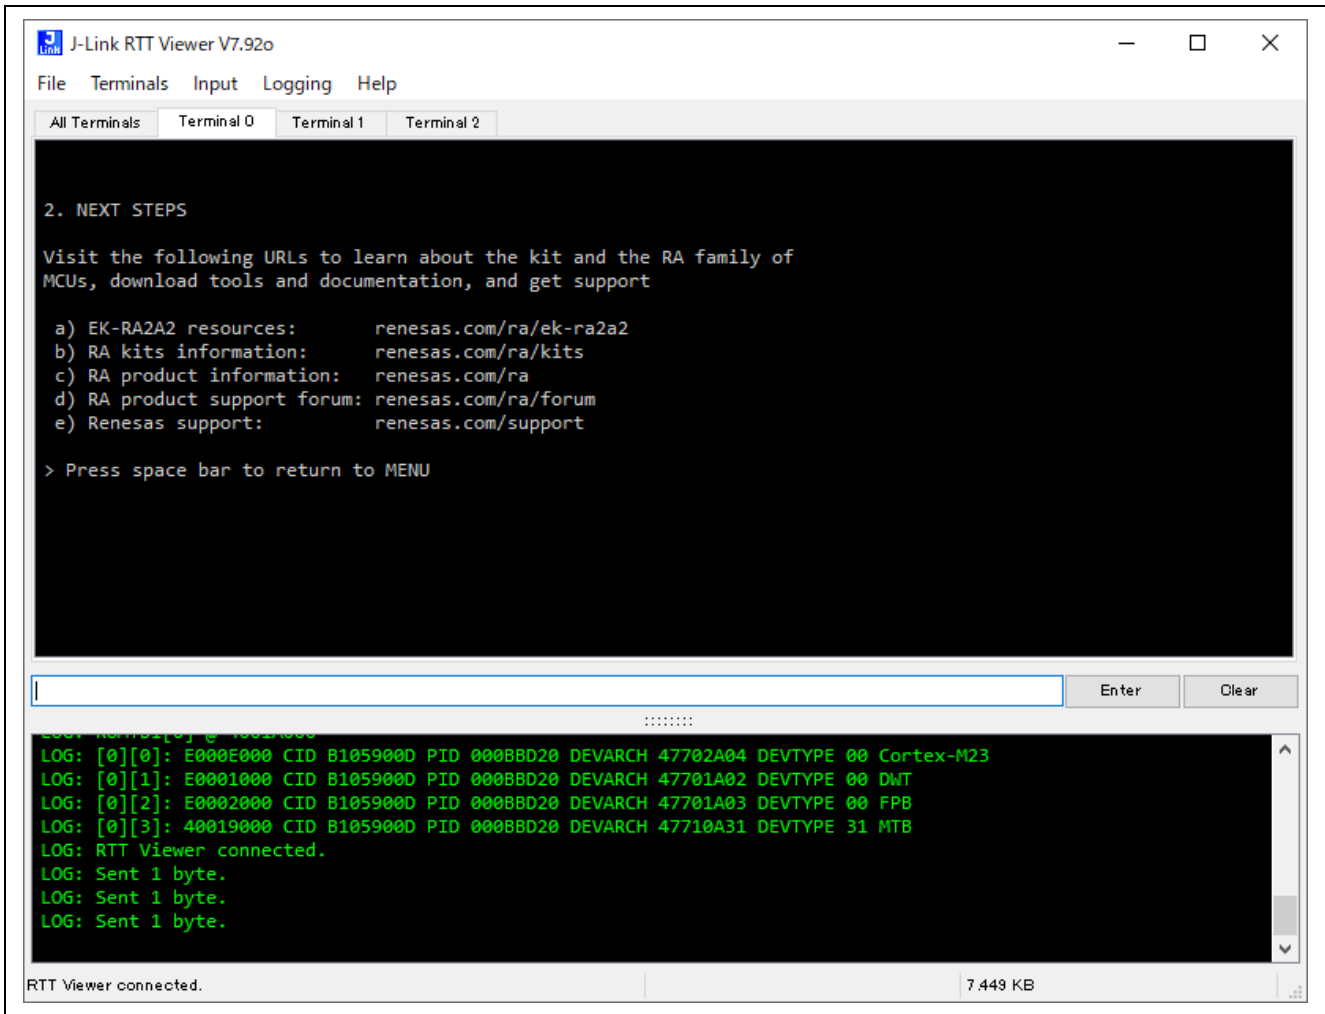 J-Link RTT Viewer V7.92o
File Terminals Input Logging Help
All Terminals Terminal 0 Terminal 1 Terminal 2
2. NEXT STEPS
Visit the following URLs to learn about the kit and the RA family of
MCUs, download tools and documentation, and get support
a) EK-RA2A2 resources: renesas.com/ra/ek-ra2a2
b) RA kits information: renesas.com/ra/kits
c) RA product information: renesas.com/ra
d) RA product support forum: renesas.com/ra/forum
e) Renesas support: renesas.com/support
> Press space bar to return to MENU
Enter Clear
LOG: [0][0]: E000E000 CID B105900D PID 000BBD20 DEVARCH 47702A04 DEVTYPE 00 Cortex-M23
LOG: [0][1]: E0001000 CID B105900D PID 000BBD20 DEVARCH 47701A02 DEVTYPE 00 DWT
LOG: [0][2]: E0002000 CID B105900D PID 000BBD20 DEVARCH 47701A03 DEVTYPE 00 FPB
LOG: [0][3]: 40019000 CID B105900D PID 000BBD20 DEVARCH 47710A31 DEVTYPE 31 MTB
LOG: RTT Viewer connected.
LOG: Sent 1 byte.
LOG: Sent 1 byte.
LOG: Sent 1 byte.
RTT Viewer connected. 7.449 KB